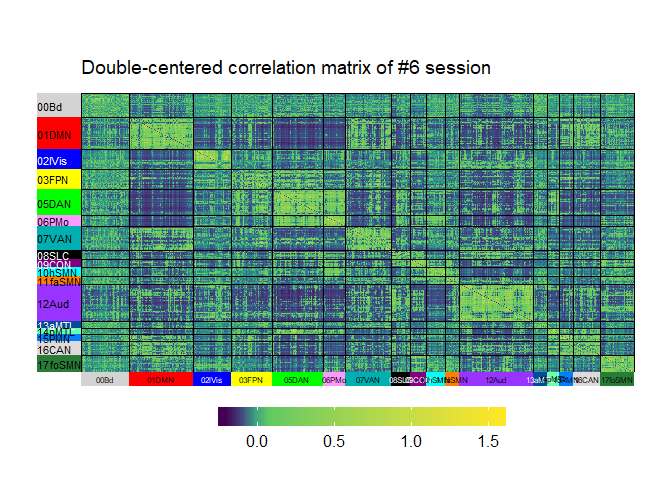 Double-centered correlation matrix of #6 session
00Bd
01DMN
02lVis
03FPN
05DAN
06PMo
07VAN
08SLC
09CON
10hSMN
11faSMN
12Aud
13aMTL
15PMN
16CAN
17foSMN
00Bd 01DMN 02lVis 03FPN 05DAN 06PMo 07VAN 12Aud 17foSMN
0.0 0.5 1.0 1.5